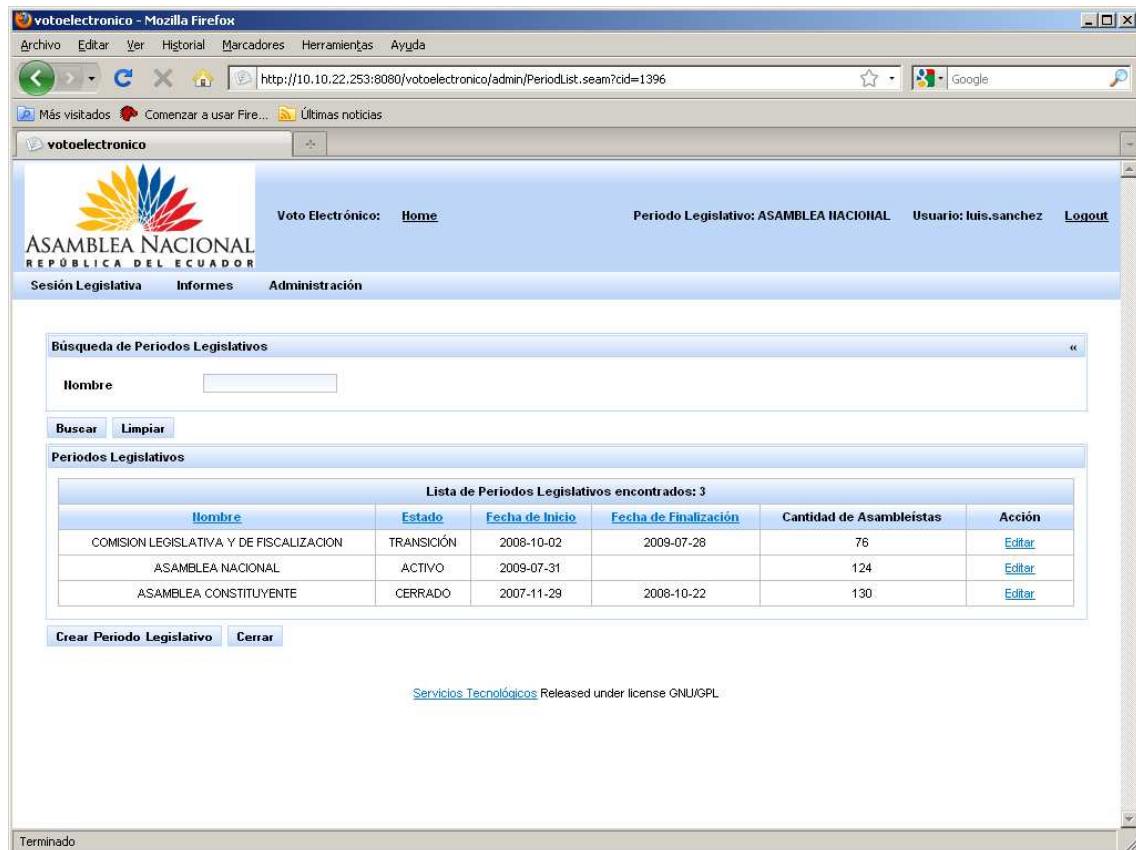 votoelectronico - Mozilla Firefox
Archivo Editar Ver Historial Marcadores Herramientas Ayuda
http://10.10.22.253:8080/votoelectronico/admin/PeriodList.seam?cid=1396 Google
Más visitados Comenzar a usar Fire... Últimas noticias
votoelectronico
ASAMBLEA NACIONAL
REPÚBLICA DEL ECUADOR
Voto Electrónico: Home Periodo Legislativo: ASAMBLEA NACIONAL Usuario: luis.sanchez Logout
Sesión Legislativa Informes Administración
Búsqueda de Periodos Legislativos «
Nombre
Buscar Limpiar
Periodos Legislativos
Lista de Periodos Legislativos encontrados: 3
Nombre Estado Fecha de Inicio Fecha de Finalización Cantidad de Asambleístas Acción
COMISION LEGISLATIVA Y DE FISCALIZACION TRANSICIÓN 2008-10-02 2009-07-28 76 Editar
ASAMBLEA NACIONAL ACTIVO 2009-07-31 124 Editar
ASAMBLEA CONSTITUYENTE CERRADO 2007-11-29 2008-10-22 130 Editar
Crear Periodo Legislativo Cerrar
Servicios Tecnológicos Released under license GNU/GPL
Terminado